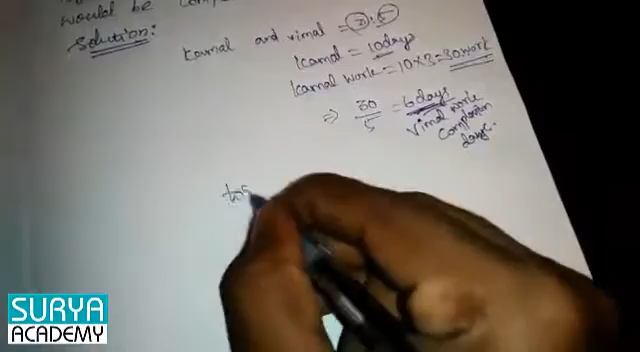 would be
Solution:
Kamal and vimal = 3:5
Kamal = 10days
Kamal work = 10×3=30work
⇒ 30/5 = 6days
Vimal work
Completion
days.
SURYA
ACADEMY